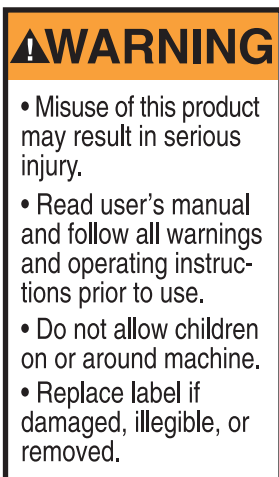 WARNING
• Misuse of this product
may result in serious
injury.
• Read user's manual
and follow all warnings
and operating instruc-
tions prior to use.
• Do not allow children
on or around machine.
• Replace label if
damaged, illegible, or
removed.